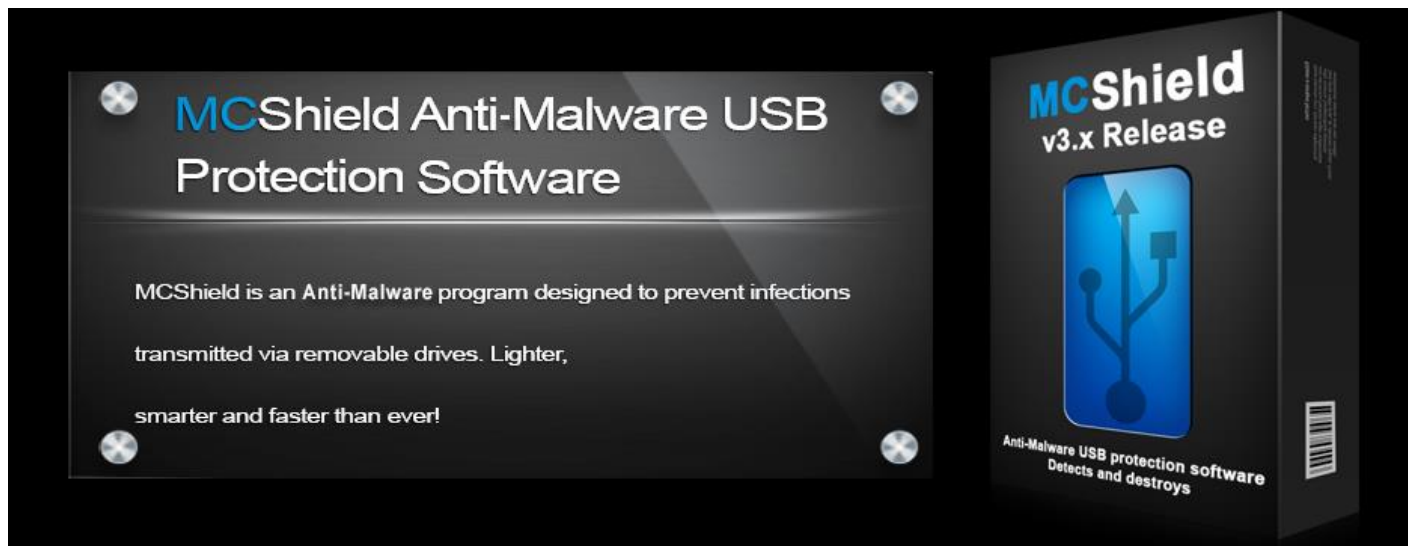 MCShield Anti-Malware USB
Protection Software
MCShield is an Anti-Malware program designed to prevent infections
transmitted via removable drives. Lighter,
smarter and faster than ever!
MCShield
v3.x Release
Anti-Malware USB protection software
Detects and destroys